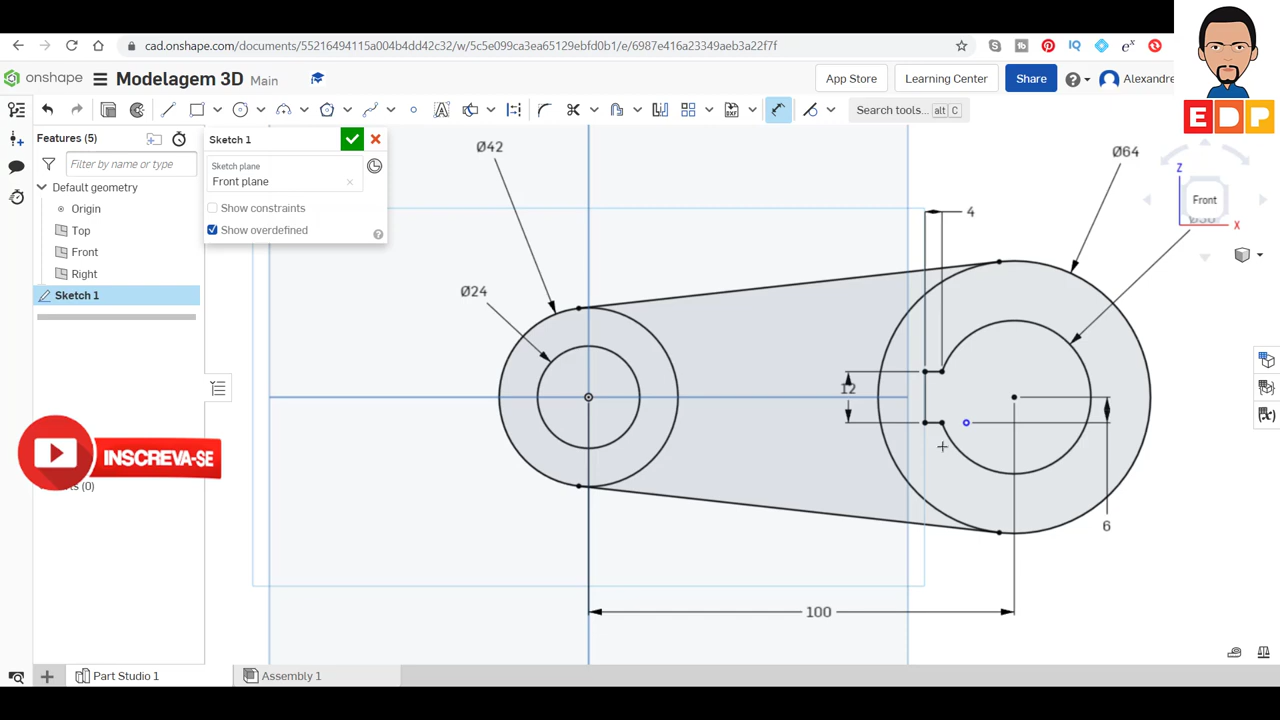 cad.onshape.com/documents/55216494115a004b4dd42c32/w/5c5e099ca3ea65129ebfd0b1/e/6987e416a23349aeb3a22f7f
IQ
eˣ
onshape
Modelagem 3D
Main
App Store
Learning Center
Share
Alexandre
EDP
Search tools...
alt
C
Features (5)
Filter by name or type
Default geometry
Origin
Top
Front
Right
Sketch 1
Sketch 1
Sketch plane
Front plane
Show constraints
Show overdefined
Ø42
Ø24
Ø64
4
12
6
100
Z
Front
X
INSCREVA-SE
(0)
Part Studio 1
Assembly 1